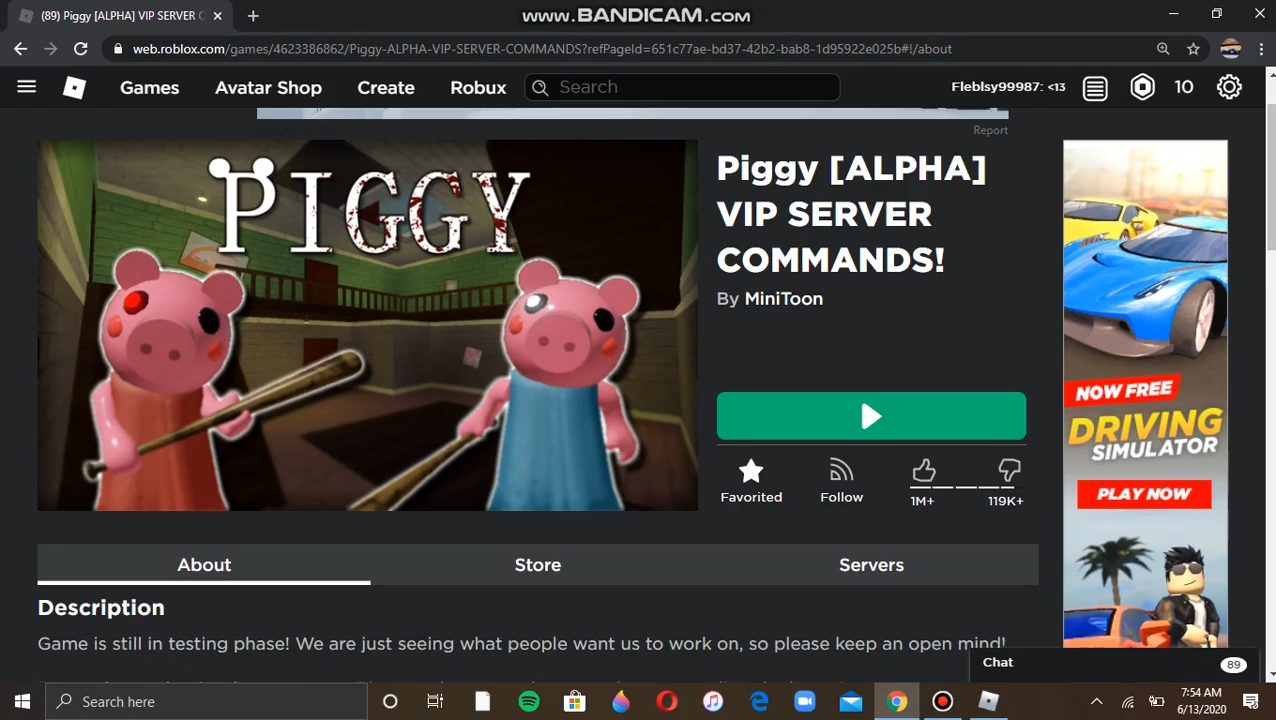 (89) Piggy [ALPHA] VIP SERVER C
www.BANDICAM.com
web.roblox.com/games/4623386862/Piggy-ALPHA-VIP-SERVER-COMMANDS?refPageId=651c77ae-bd37-42b2-bab8-1d95922e025b#!/about
Games
Avatar Shop
Create
Robux
Search
Fleblsy99987: <13
10
Report
PIGGY
Piggy [ALPHA]
VIP SERVER
COMMANDS!
By MiniToon
Favorited
Follow
1M+
119K+
NOW FREE
DRIVING
SIMULATOR
PLAY NOW
About
Store
Servers
Description
Game is still in testing phase! We are just seeing what people want us to work on, so please keep an open mind!
Chat
89
Search here
7:54 AM
6/13/2020